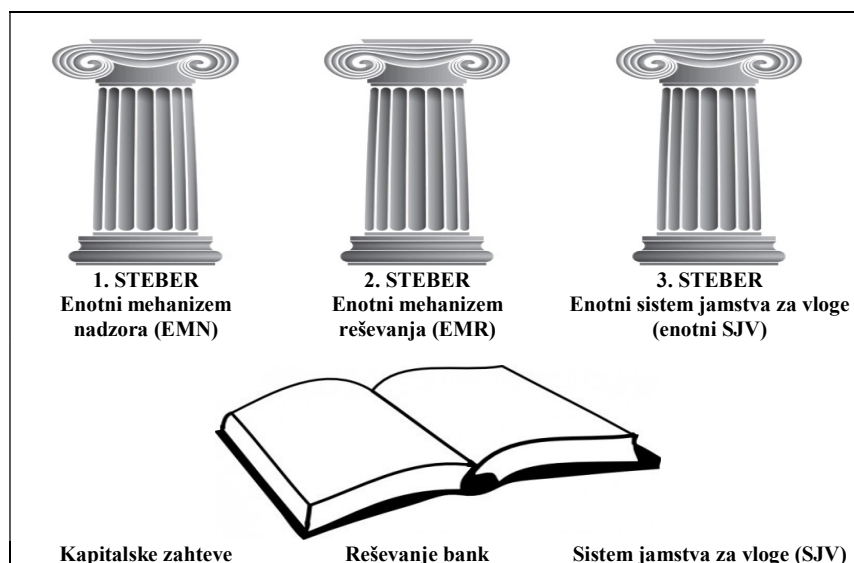 1. STEBER
Enotni mehanizem
nadzora (EMN)
2. STEBER
Enotni mehanizem
reševanja (EMR)
3. STEBER
Enotni sistem jamstva za vloge
(enotni SJV)
Kapitalske zahteve
Reševanje bank
Sistem jamstva za vloge (SJV)